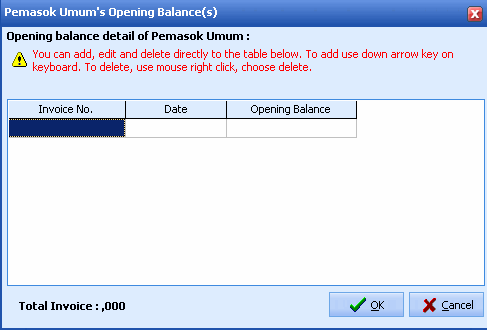 Pemasok Umum's Opening Balance(s)
Opening balance detail of Pemasok Umum :
You can add, edit and delete directly to the table below. To add use down arrow key on
keyboard. To delete, use mouse right click, choose delete.
Invoice No. Date Opening Balance
Total Invoice : ,000 OK Cancel